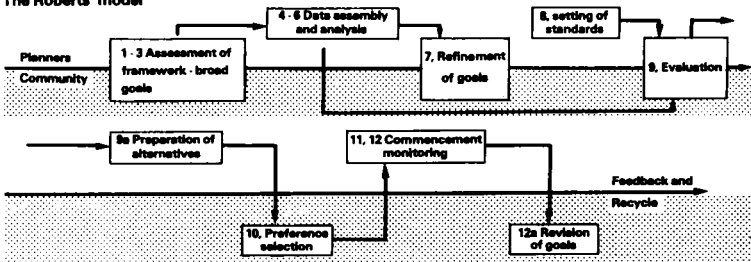 The Roberts' model
4 - 6 Data assembly
and analysis
8, setting of
standards
Planners
Community
1 - 3 Assessment of
framework - broad
goals
7, Refinement
of goals
9, Evaluation
9a Preparation of
alternatives
11, 12 Commencement
monitoring
Feedback and
Recycle
10, Preference
selection
12a Revision
of goals